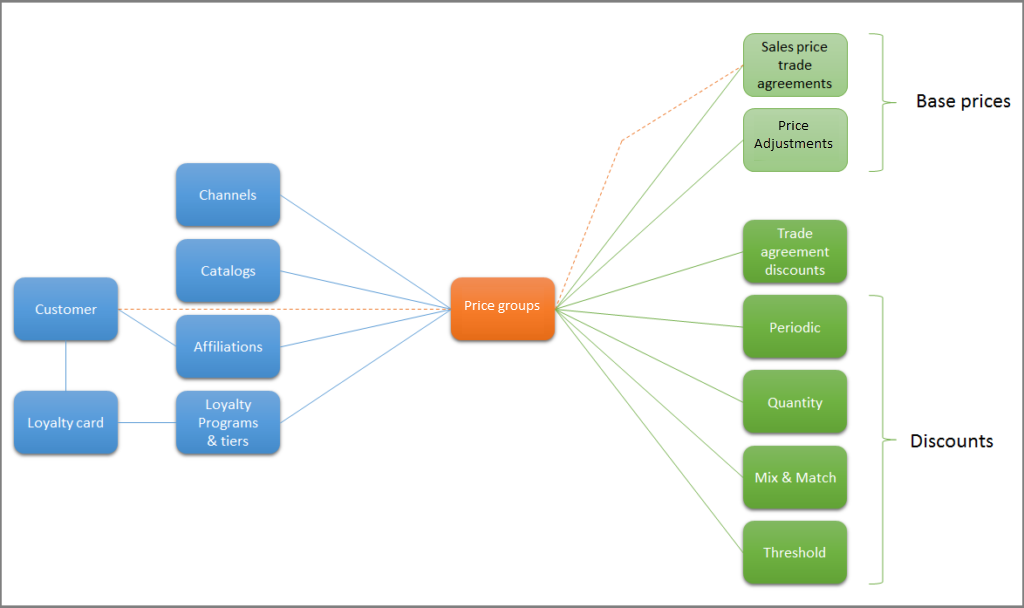 Sales price
trade
agreements
Base prices
Price
Adjustments
Channels
Trade
agreement
discounts
Catalogs
Customer
Price groups
Periodic
Affiliations
Quantity
Loyalty card
Loyalty
Programs
& tiers
Discounts
Mix & Match
Threshold